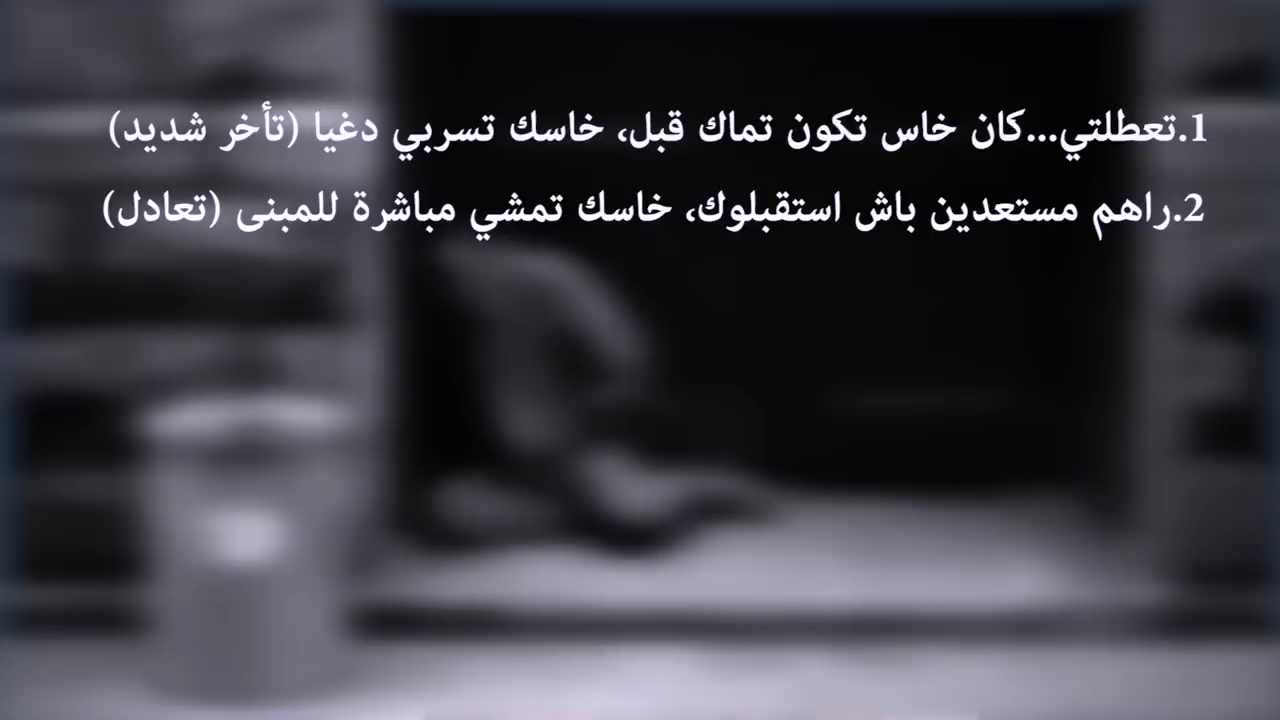 1.تعطلتي...كان خاس تكون تماك قبل، خاسك تسربي دغيا (تأخر شديد)
2.راهم مستعدين باش استقبلوك، خاسك تمشي مباشرة للمبنى (تعادل)